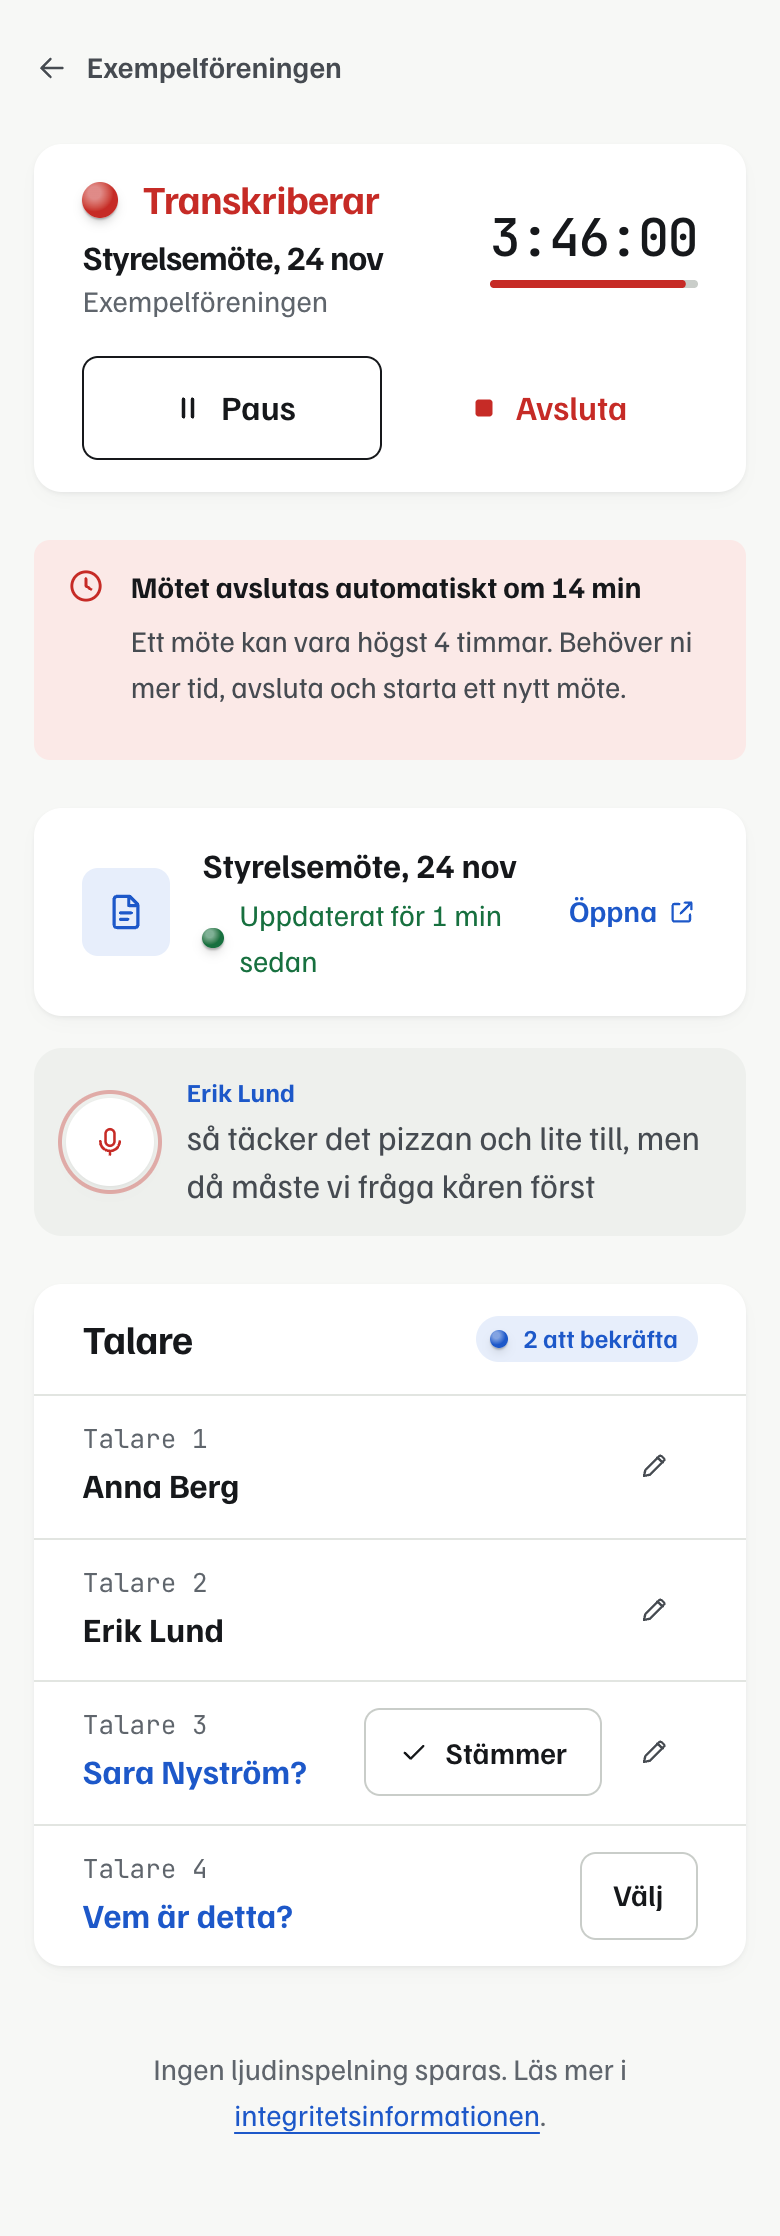 Exempelföreningen
Transkriberar
Styrelsemöte, 24 nov
Exempelföreningen
3:46:00
Paus
Avsluta
Mötet avslutas automatiskt om 14 min
Ett möte kan vara högst 4 timmar. Behöver ni
mer tid, avsluta och starta ett nytt möte.
Styrelsemöte, 24 nov
Uppdaterat för 1 min
sedan
Öppna
Erik Lund
så täcker det pizzan och lite till, men
då måste vi fråga kåren först
Talare
2 att bekräfta
Talare 1
Anna Berg
Talare 2
Erik Lund
Talare 3
Sara Nyström?
Stämmer
Talare 4
Vem är detta?
Välj
Ingen ljudinspelning sparas. Läs mer i
integritetsinformationen.